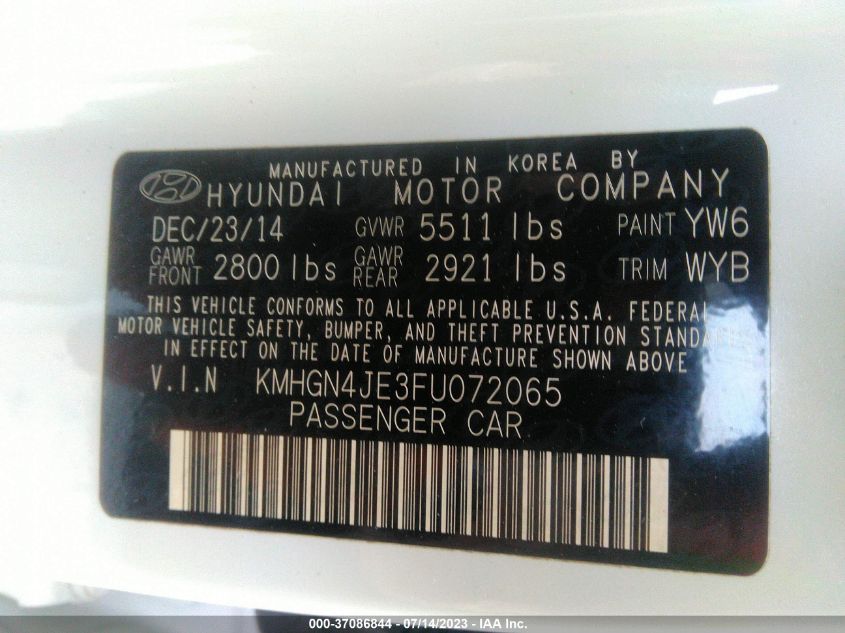 MANUFACTURED IN KOREA BY
HYUNDAI MOTOR COMPANY
DEC/23/14 GVWR 5511 lbs PAINT YW6
GAWR FRONT 2800 lbs GAWR REAR 2921 lbs TRIM WYB
THIS VEHICLE CONFORMS TO ALL APPLICABLE U.S.A. FEDERAL
MOTOR VEHICLE SAFETY, BUMPER, AND THEFT PREVENTION STANDARDS
IN EFFECT ON THE DATE OF MANUFACTURE SHOWN ABOVE
V.I.N KMHGN4JE3FU072065
PASSENGER CAR
000-37086844 - 07/14/2023 - IAA Inc.